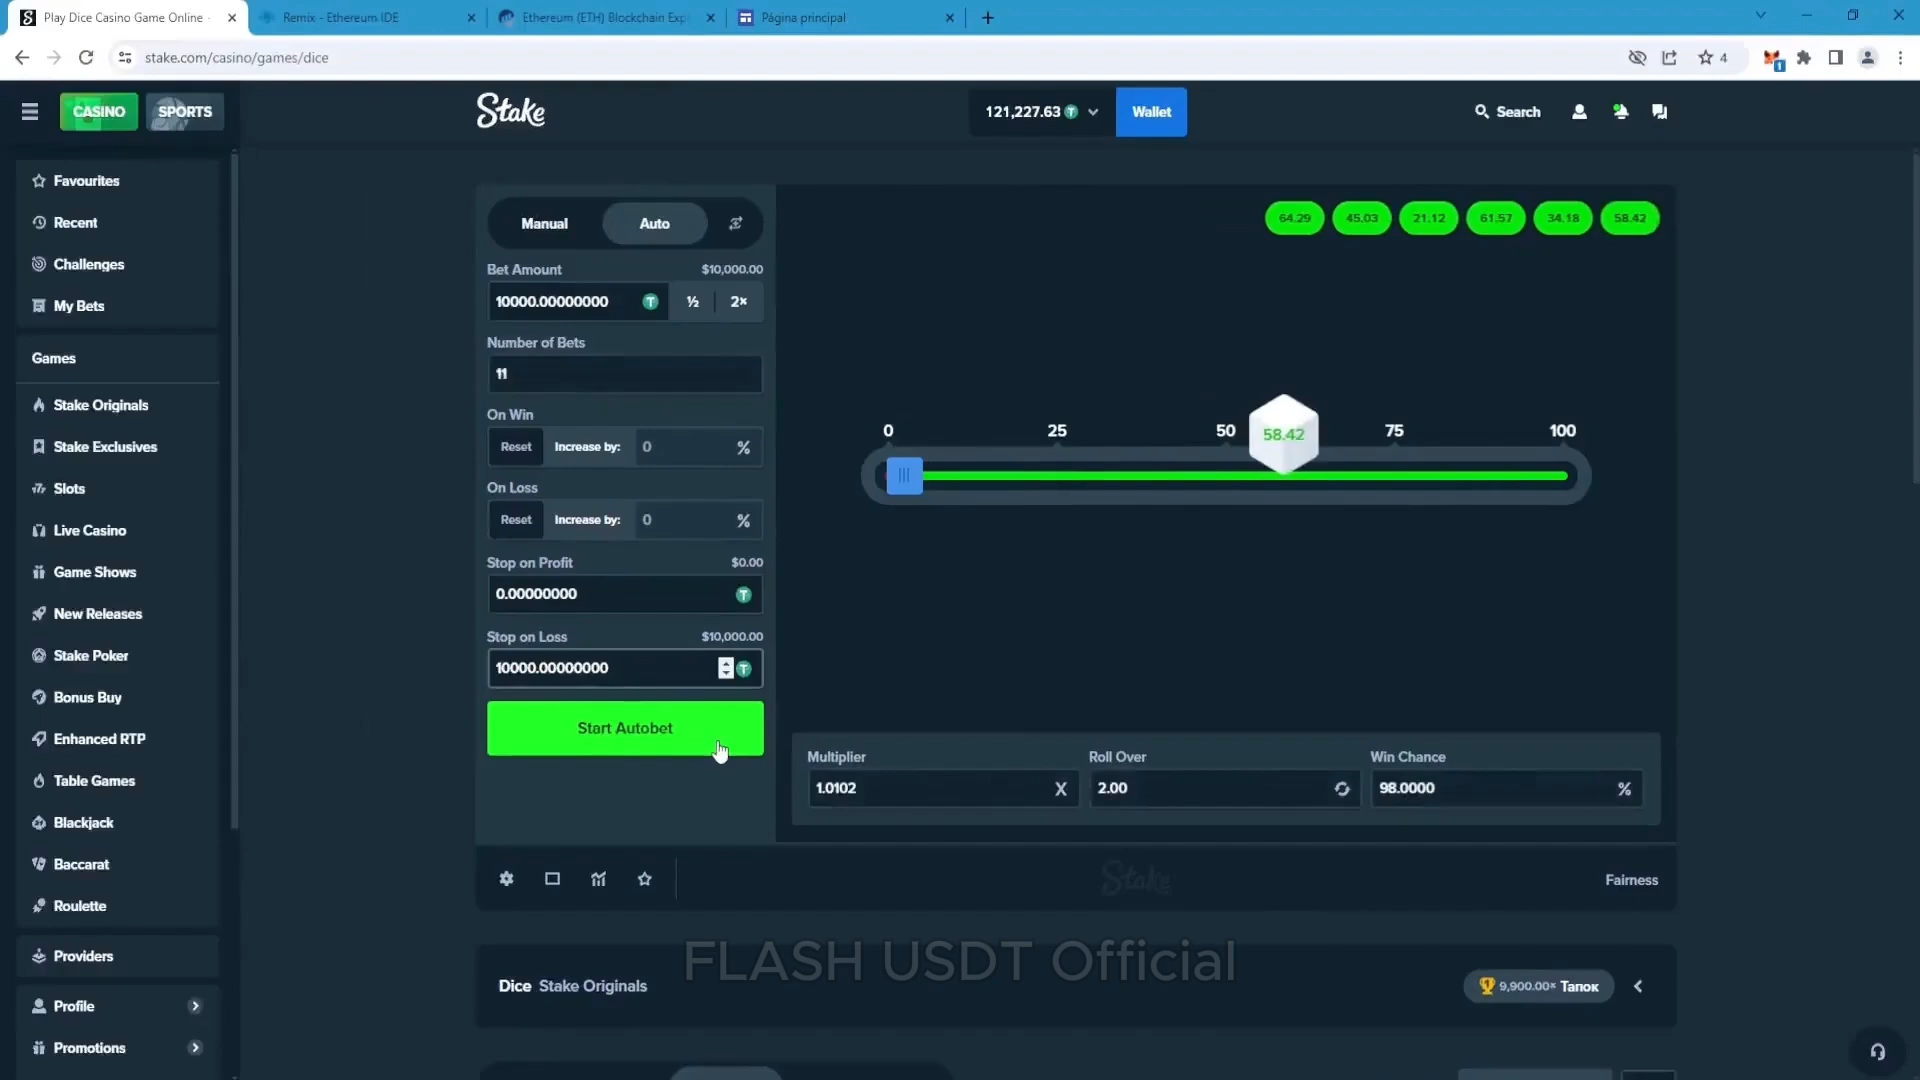 Play Dice Casino Game Online -
Remix - Ethereum IDE
Ethereum (ETH) Blockchain Exp
Página principal
stake.com/casino/games/dice
4
1
CASINO
SPORTS
Stake
121,227.63
Wallet
Search
Favourites
Recent
Challenges
My Bets
Games
Stake Originals
Stake Exclusives
Slots
Live Casino
Game Shows
New Releases
Stake Poker
Bonus Buy
Enhanced RTP
Table Games
Blackjack
Baccarat
Roulette
Providers
Profile
Promotions
Manual
Auto
Bet Amount
$10,000.00
10000.00000000
½
2×
Number of Bets
11
On Win
Reset
Increase by:
0
%
On Loss
Reset
Increase by:
0
%
Stop on Profit
$0.00
0.00000000
Stop on Loss
$10,000.00
10000.00000000
Start Autobet
64.29
45.03
21.12
61.57
34.18
58.42
0
25
50
58.42
75
100
Multiplier
1.0102
X
Roll Over
2.00
Win Chance
98.0000
%
Stake
Fairness
FLASH USDT Official
Dice Stake Originals
9,900.00× Тапок